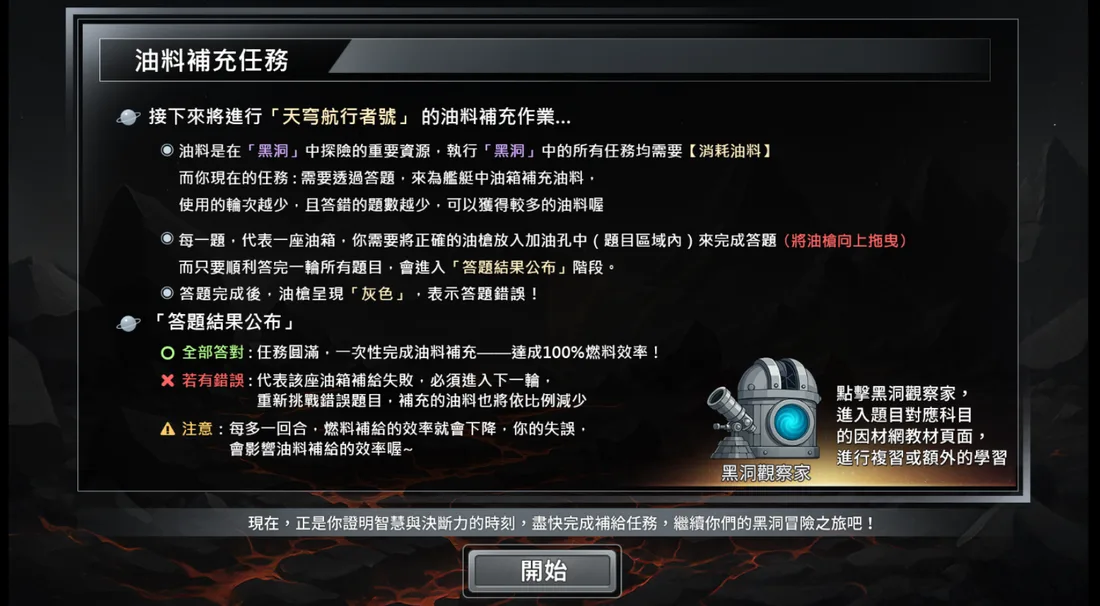 油料補充任務
接下來將進行「天穹航行者號」的油料補充作業...
油料是在「黑洞」中探險的重要資源，執行「黑洞」中的所有任務均需要【消耗油料】
而你現在的任務：需要透過答題，來為艦艇中油箱補充油料，
使用的輪次越少，且答錯的題數越少，可以獲得較多的油料喔
每一題，代表一座油箱，你需要將正確的油槍放入加油孔中（題目區域內）來完成答題（將油槍向上拖曳）
而只要順利答完一輪所有題目，會進入「答題結果公布」階段。
答題完成後，油槍呈現「灰色」，表示答題錯誤！
「答題結果公布」
全部答對：任務圓滿，一次性完成油料補充——達成100%燃料效率！
若有錯誤：代表該座油箱補給失敗，必須進入下一輪，
重新挑戰錯誤題目，補充的油料也將依比例減少
注意：每多一回合，燃料補給的效率就會下降，你的失誤，
會影響油料補給的效率喔~
點擊黑洞觀察家，
進入題目對應科目
的因材網教材頁面，
進行複習或額外的學習
黑洞觀察家
現在，正是你證明智慧與決斷力的時刻，盡快完成補給任務，繼續你們的黑洞冒險之旅吧！
開始